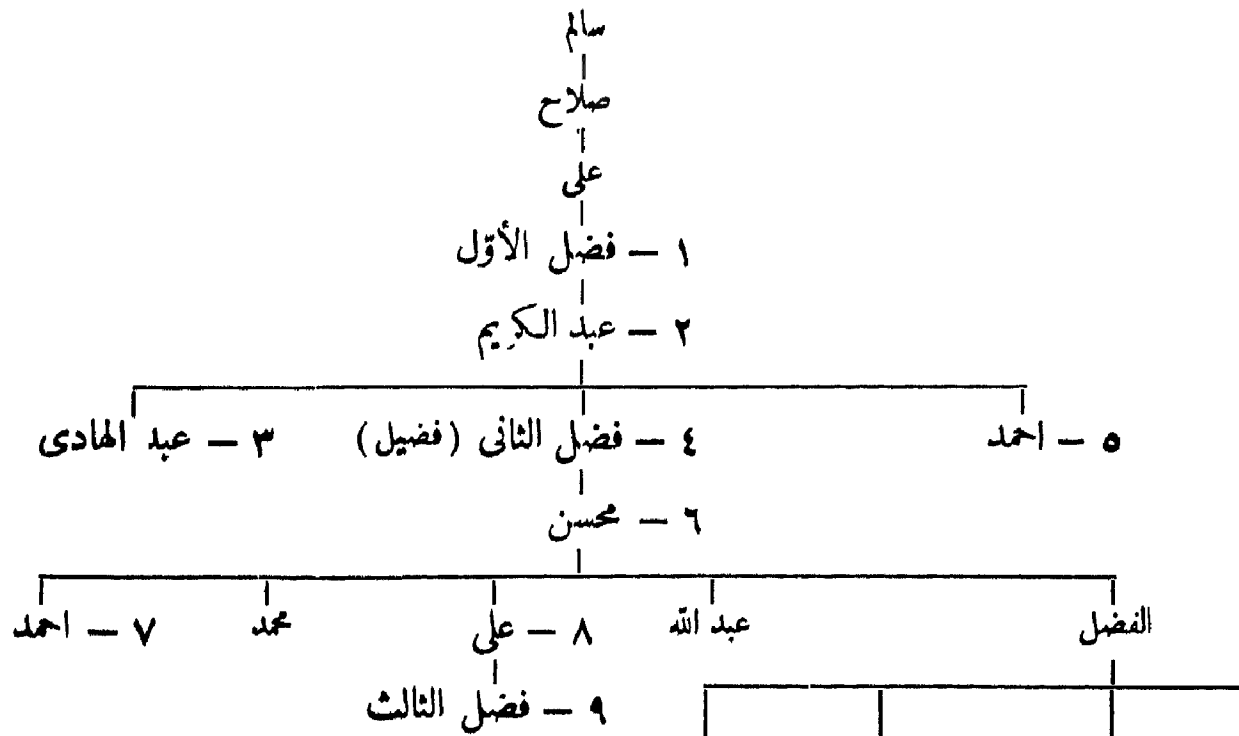 سالم
صلاح
على
١ — فضل الأوّل
٢ — عبد الكريم
٥ — احمد ٤ — فضل الثانى (فضيل) ٣ — عبد الهادى
٦ — محسن
الفضل عبد الله ٨ — على محمد ٧ — احمد
٩ — فضل الثالث